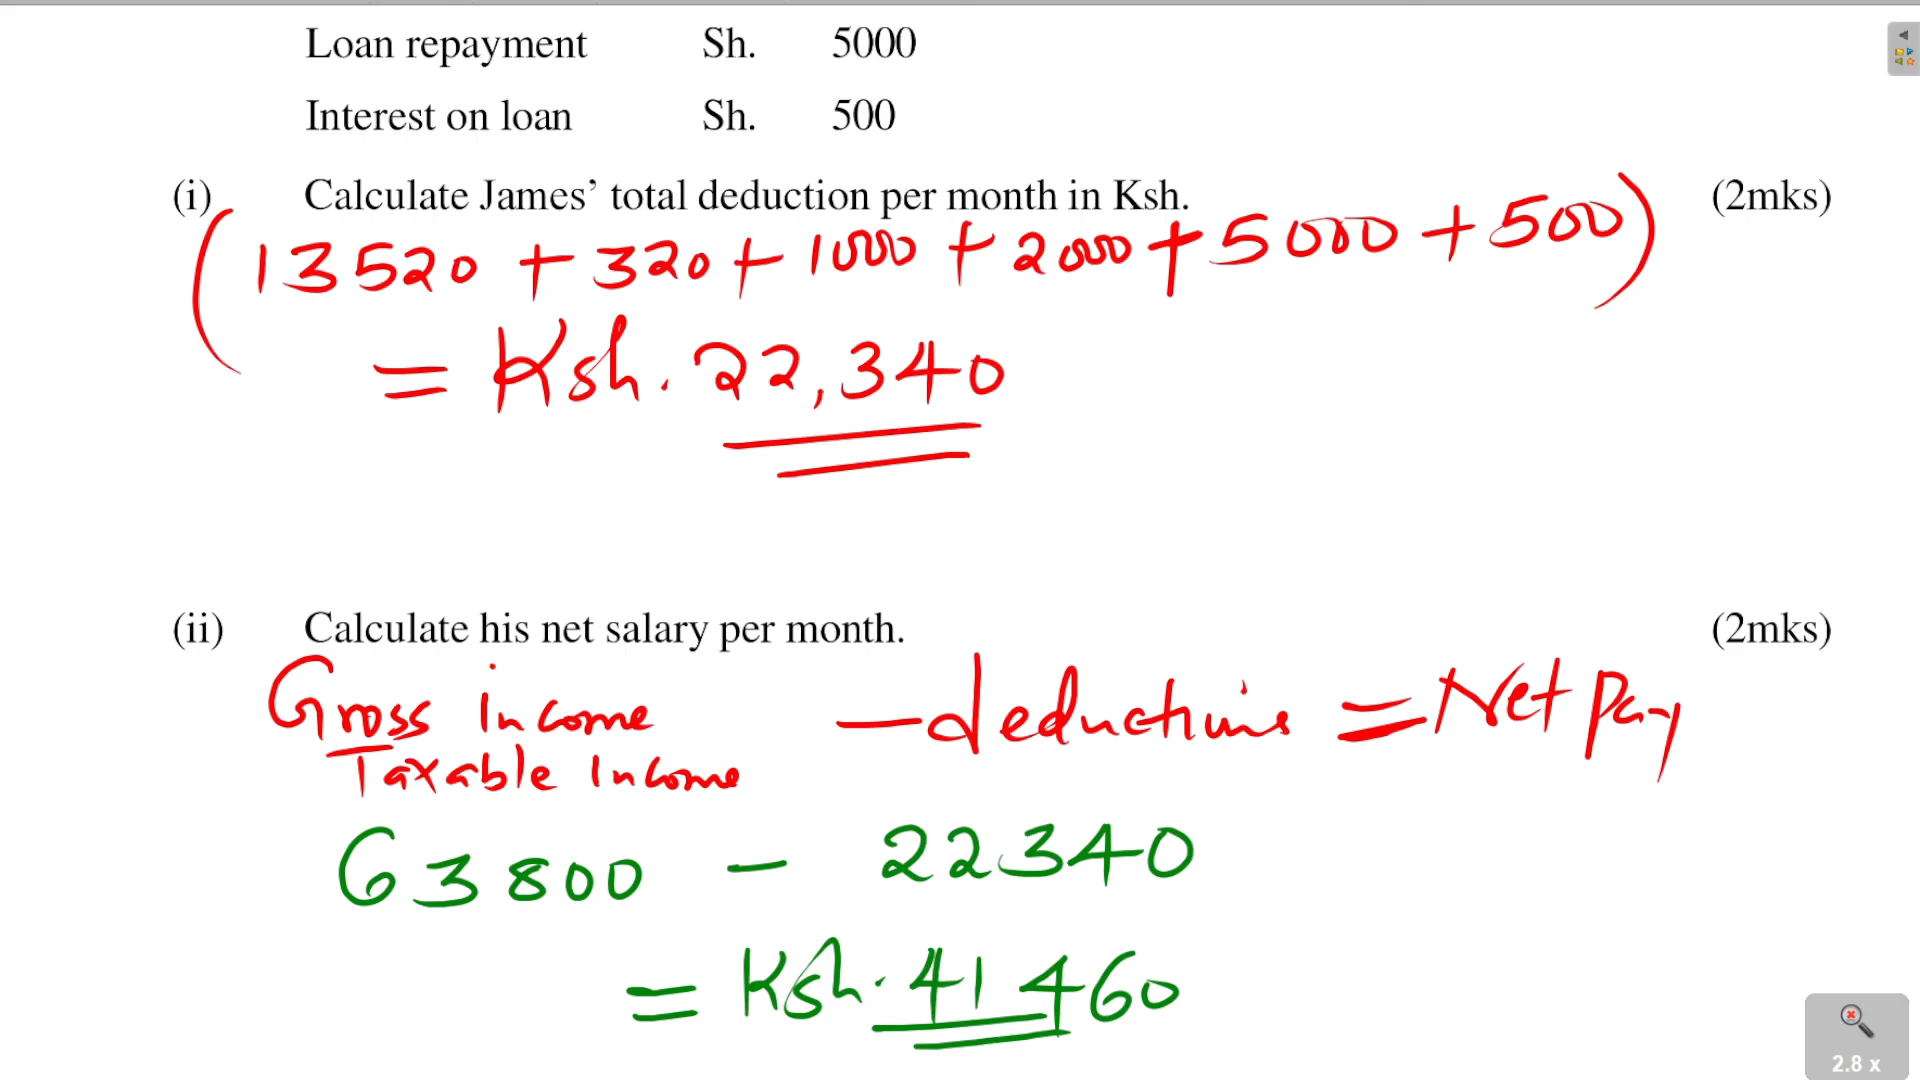 Loan repayment Sh. 5000
Interest on loan Sh. 500
(i) Calculate James’ total deduction per month in Ksh. (2mks)
(13520 + 320 + 1000 + 2000 + 5000 + 500)
= Ksh. 22,340
(ii) Calculate his net salary per month. (2mks)
Gross income - deductions = Net pay
Taxable income
63800 - 22340
= Ksh. 41460
2.8 x